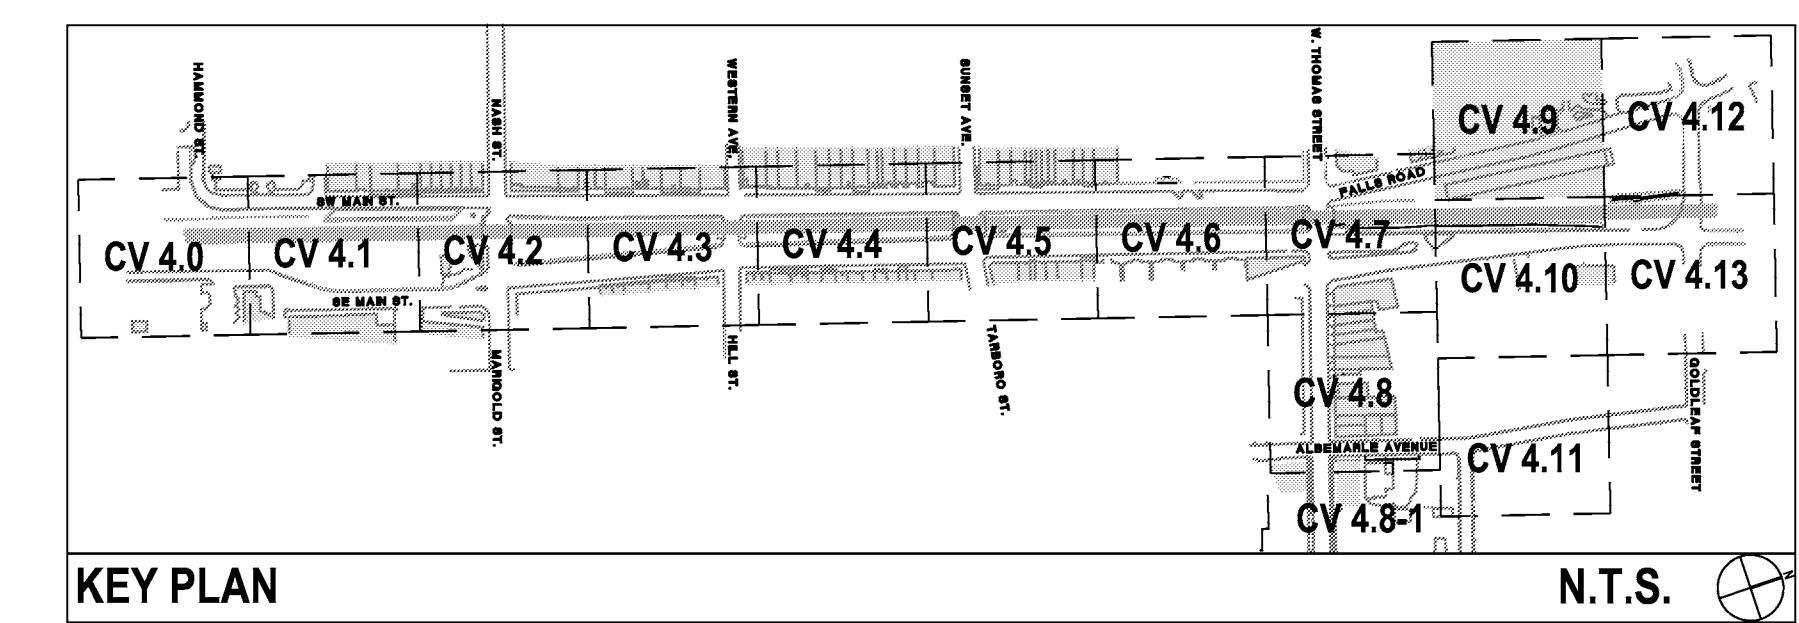 HAMMOND ST.
NASH ST.
WESTERN AVE.
SUNSET AVE.
W. THOMAS STREET
CV 4.9
CV 4.12
FALLS ROAD
SW MAIN ST.
CV 4.0
CV 4.1
CV 4.2
CV 4.3
CV 4.4
CV 4.5
CV 4.6
CV 4.7
CV 4.10
CV 4.13
SE MAIN ST.
MARIGOLD ST.
HILL ST.
TARBORO ST.
CV 4.8
GOLDLEAF STREET
ALBEMARLE AVENUE
CV 4.11
CV 4.8-1
KEY PLAN
N.T.S.
N